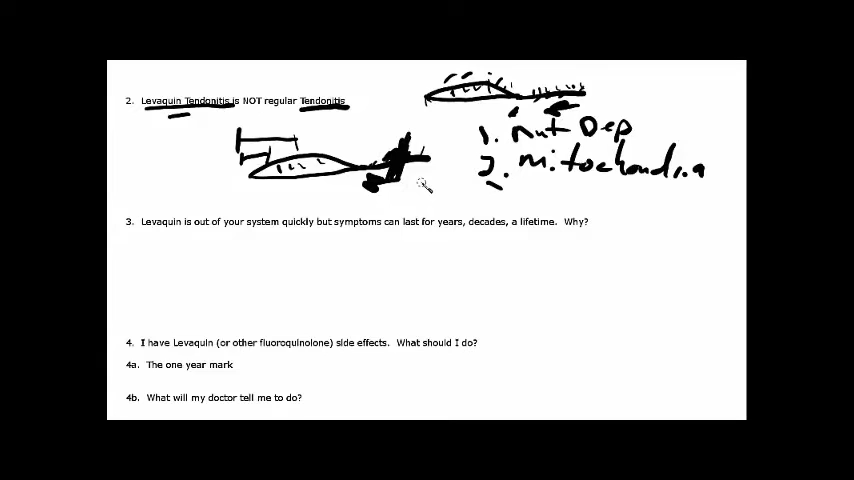 2. Levaquin Tendonitis is NOT regular Tendonitis
1. Nut Dep
2. mitochondria
3. Levaquin is out of your system quickly but symptoms can last for years, decades, a lifetime. Why?
4. I have Levaquin (or other fluoroquinolone) side effects. What should I do?
4a. The one year mark
4b. What will my doctor tell me to do?